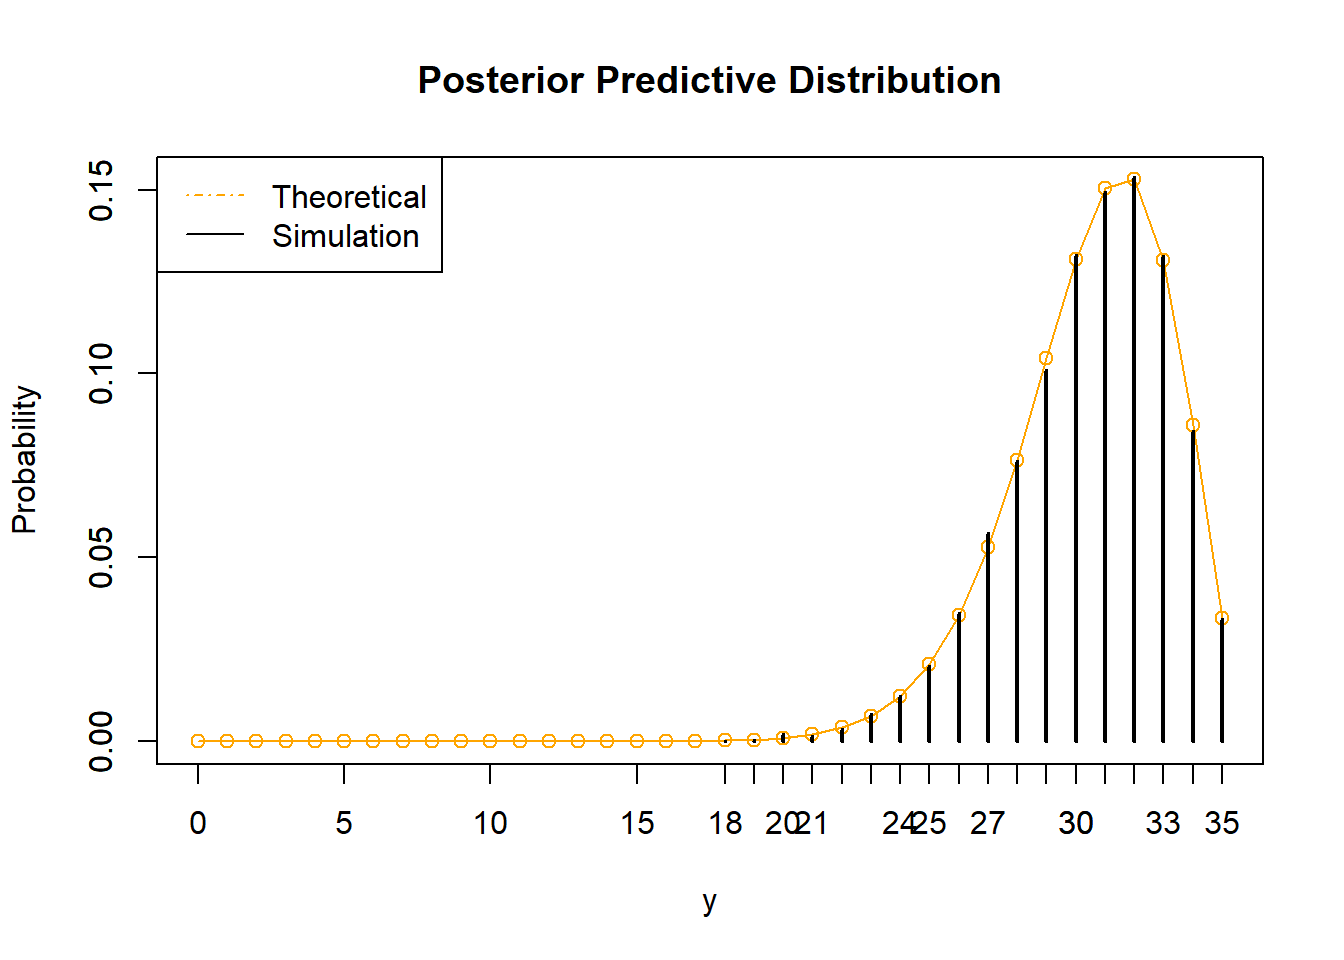 Posterior Predictive Distribution
Theoretical
Simulation
Probability
0.15
0.10
0.05
0.00
0 5 10 15 18 20 21 24 25 27 30 33 35
y